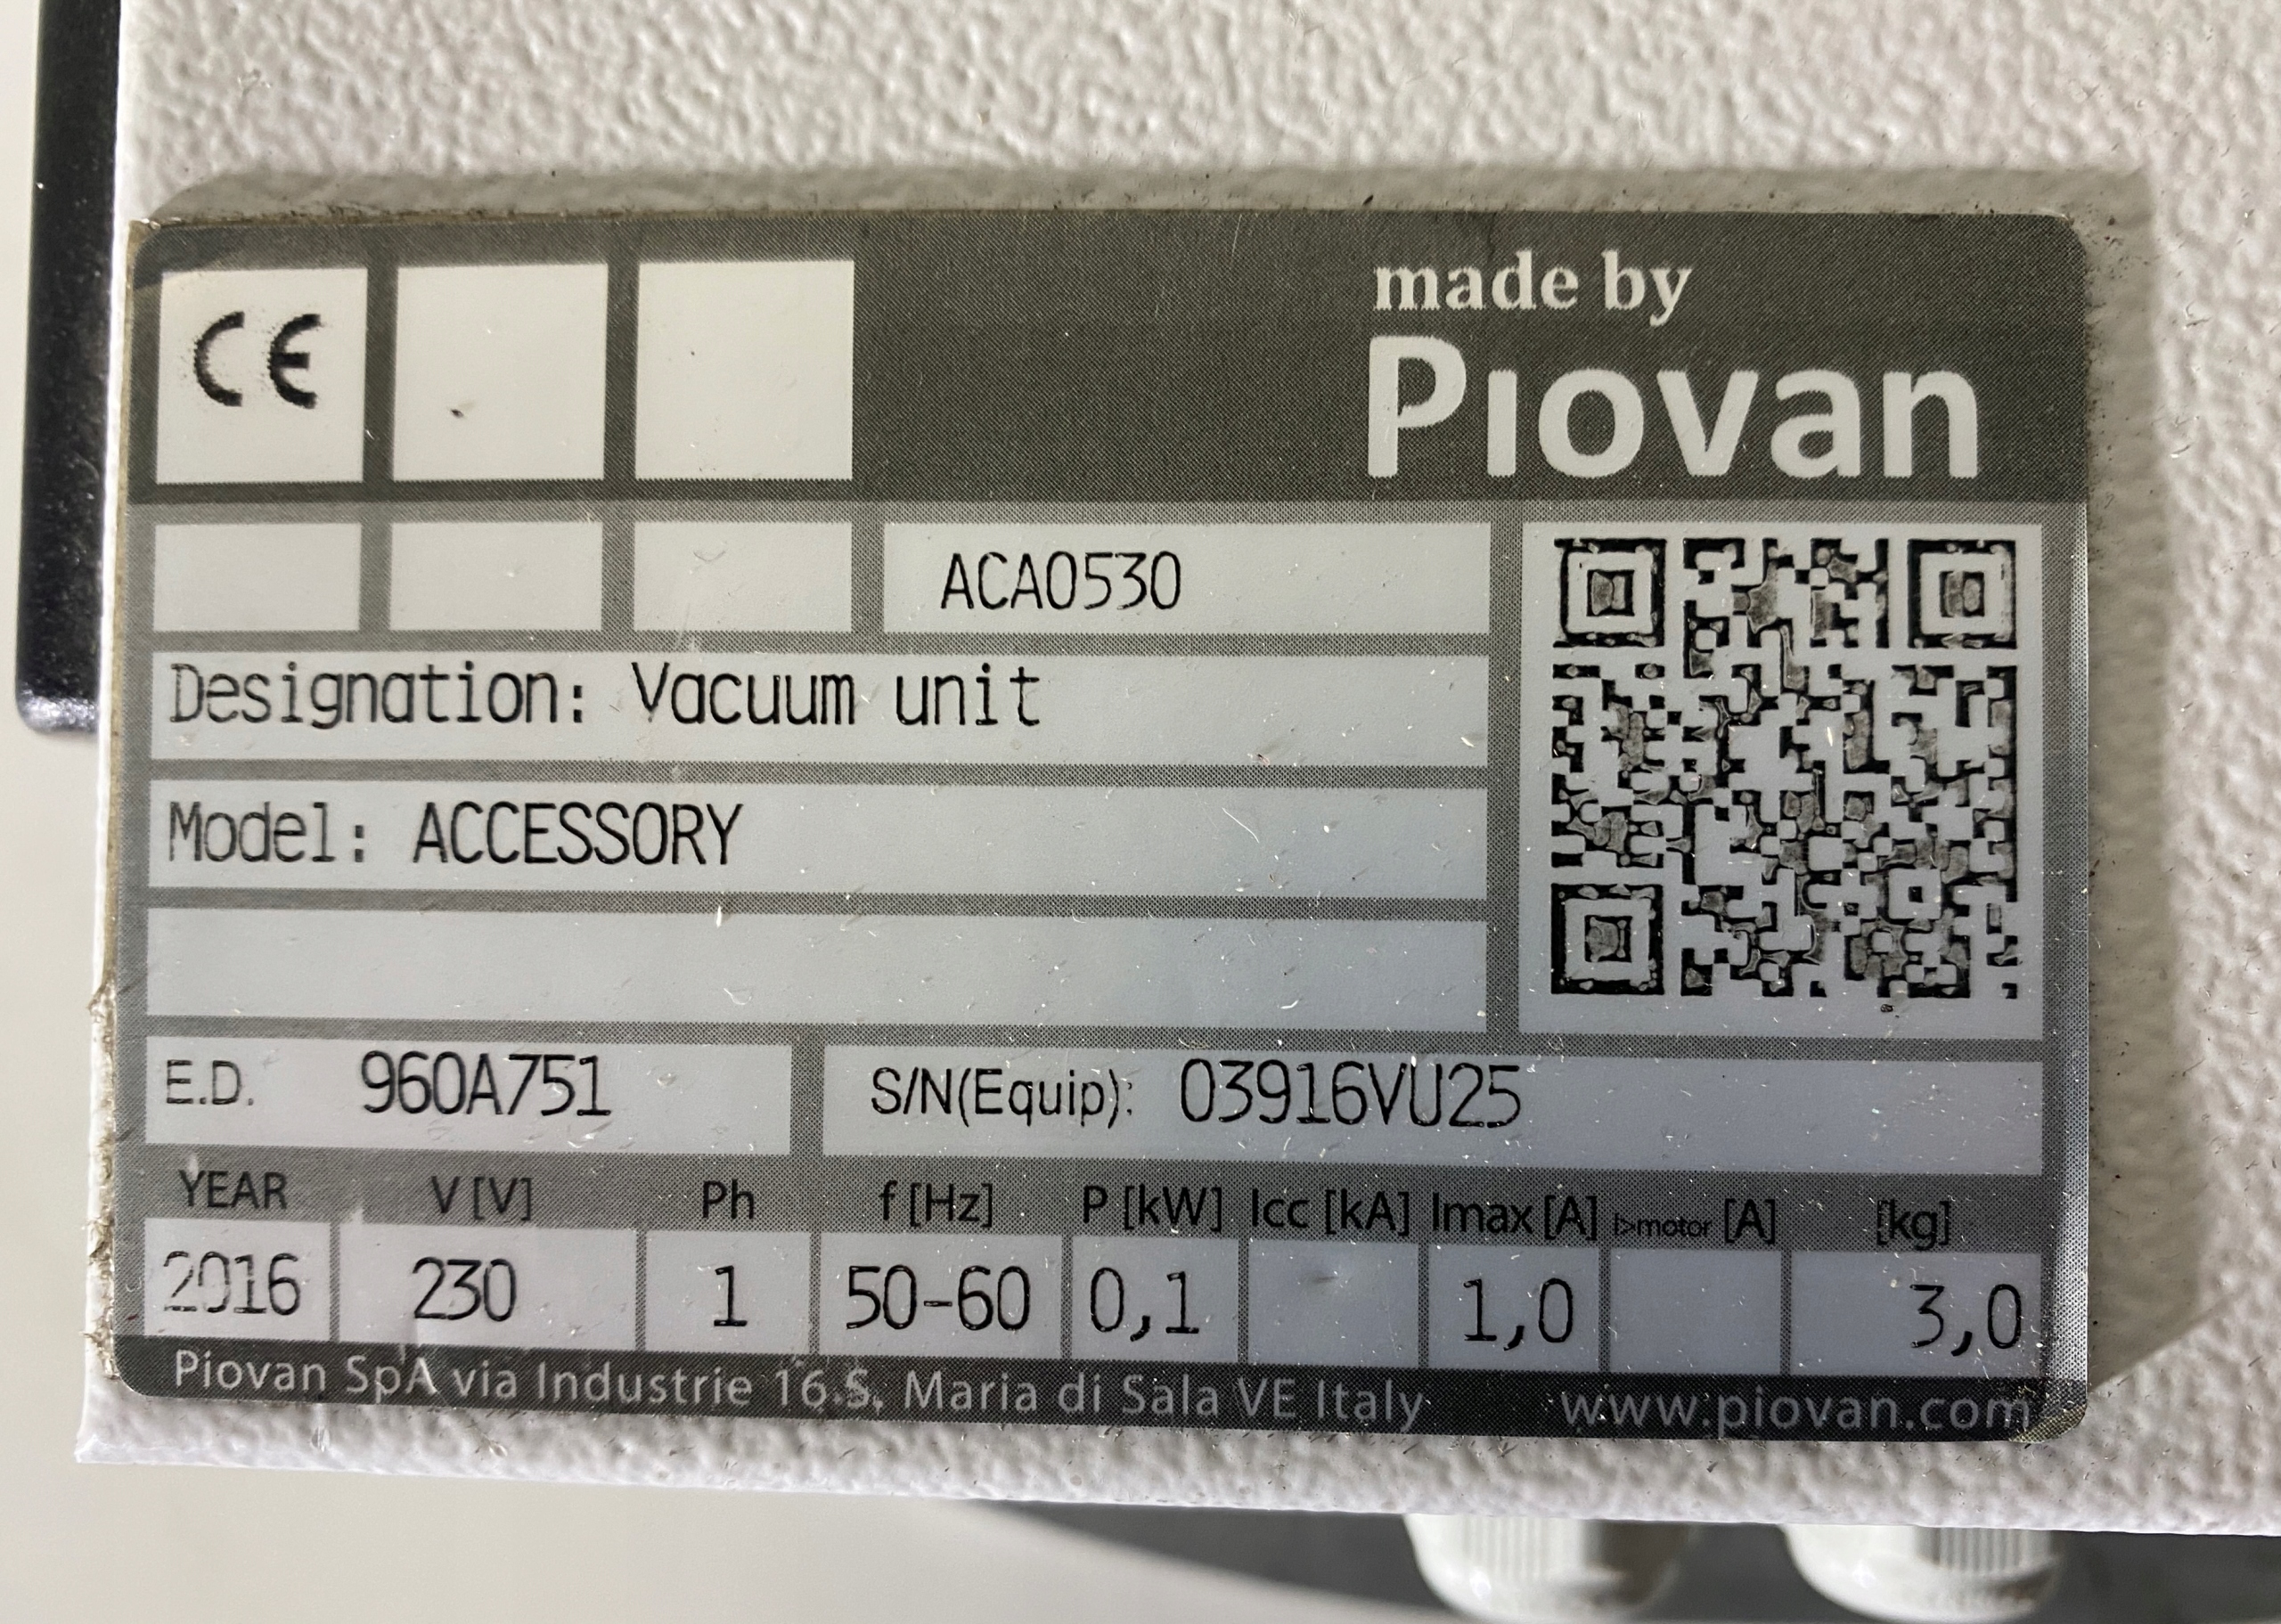 CE
made by
Piovan
ACA0530
Designation: Vacuum unit
Model: ACCESSORY
E.D. 960A751 S/N(Equip): 03916VU25
YEAR V [V] Ph f [Hz] P [kW] Icc [kA] Imax [A] I>motor [A] [kg]
2016 230 1 50-60 0,1 1,0 3,0
Piovan SpA via Industrie 16.S. Maria di Sala VE Italy www.piovan.com